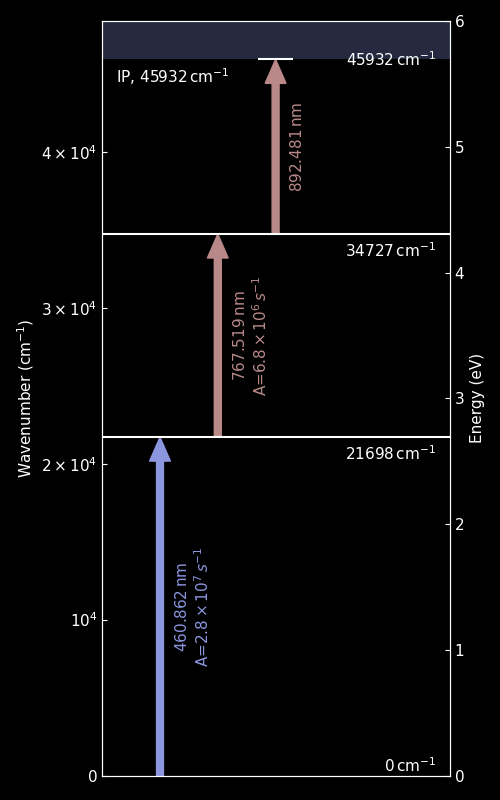 6
45932 cm⁻¹
IP, 45932 cm⁻¹
892.481 nm
4 × 10⁴
5
34727 cm⁻¹
4
767.519 nm
A=6.8 × 10⁶ s⁻¹
3 × 10⁴
3
Wavenumber (cm⁻¹)
Energy (eV)
21698 cm⁻¹
2 × 10⁴
2
460.862 nm
A=2.8 × 10⁷ s⁻¹
10⁴
1
0 cm⁻¹
0
0